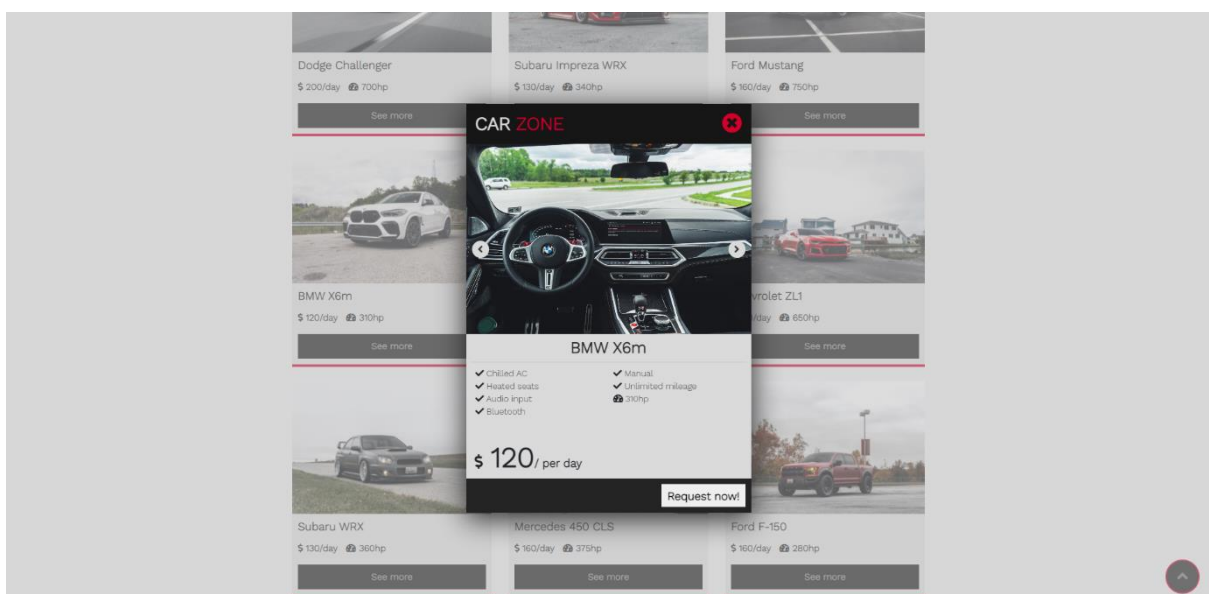 Dodge Challenger
$ 200/day 700hp
See more
Subaru Impreza WRX
$ 130/day 340hp
Ford Mustang
$ 160/day 750hp
See more
CAR ZONE
BMW X6m
$ 120/day 310hp
See more
BMW X6m
Chilled AC
Heated seats
Audio input
Bluetooth
Manual
Unlimited mileage
310hp
$ 120/ per day
Request now!
ZL1
/day 650hp
See more
Subaru WRX
$ 130/day 360hp
See more
Mercedes 450 CLS
$ 160/day 375hp
See more
Ford F-150
$ 160/day 280hp
See more